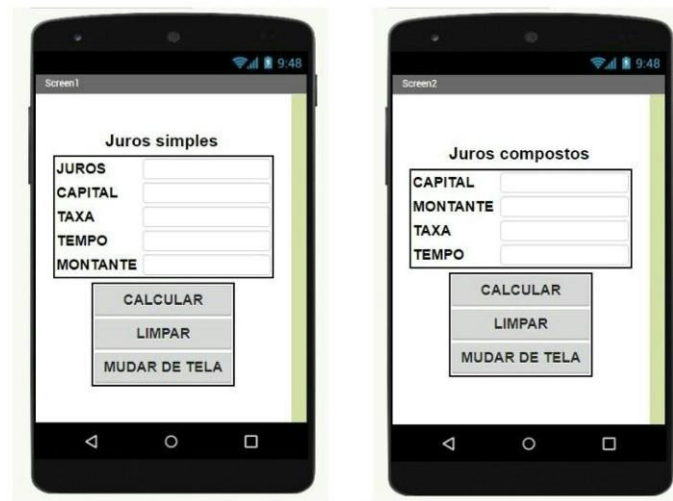 9:48
Screen1
Juros simples
JUROS
CAPITAL
TAXA
TEMPO
MONTANTE
CALCULAR
LIMPAR
MUDAR DE TELA
9:48
Screen2
Juros compostos
CAPITAL
MONTANTE
TAXA
TEMPO
CALCULAR
LIMPAR
MUDAR DE TELA